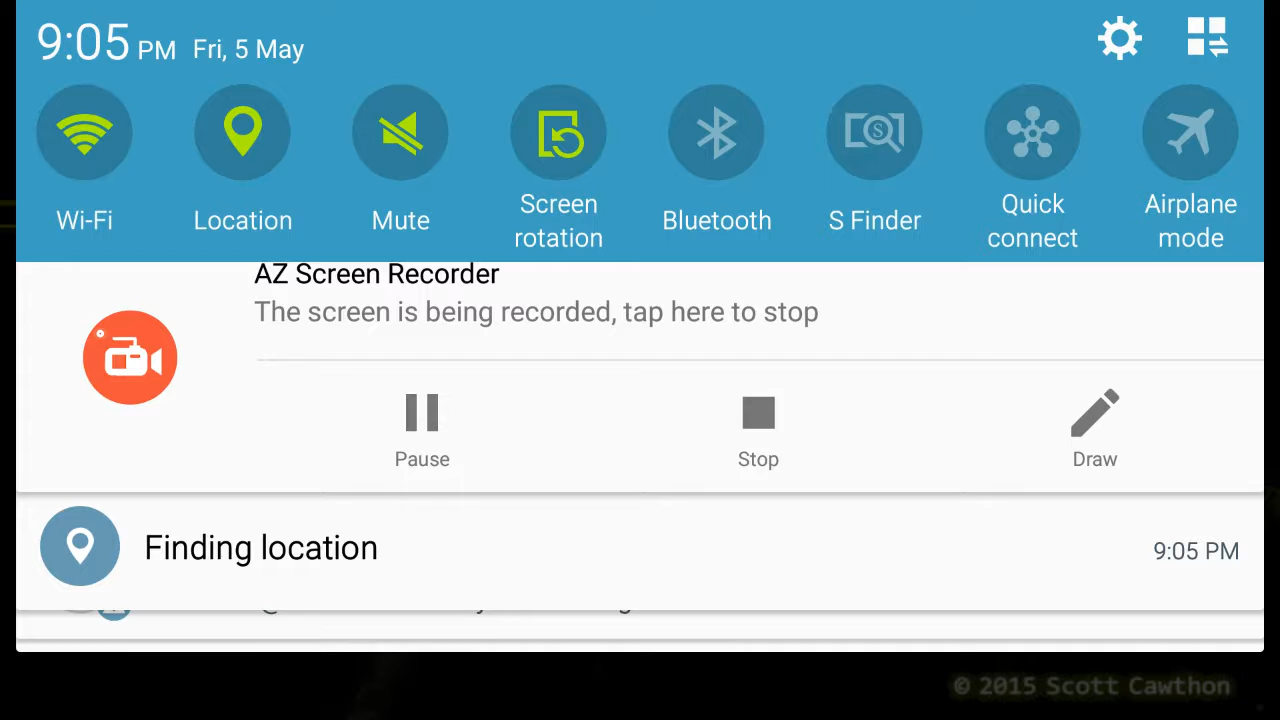 9:05 PM Fri, 5 May
Wi-Fi
Location
Mute
Screen
rotation
Bluetooth
S Finder
Quick
connect
Airplane
mode
AZ Screen Recorder
The screen is being recorded, tap here to stop
Pause
Stop
Draw
Finding location
9:05 PM
© 2015 Scott Cawthon